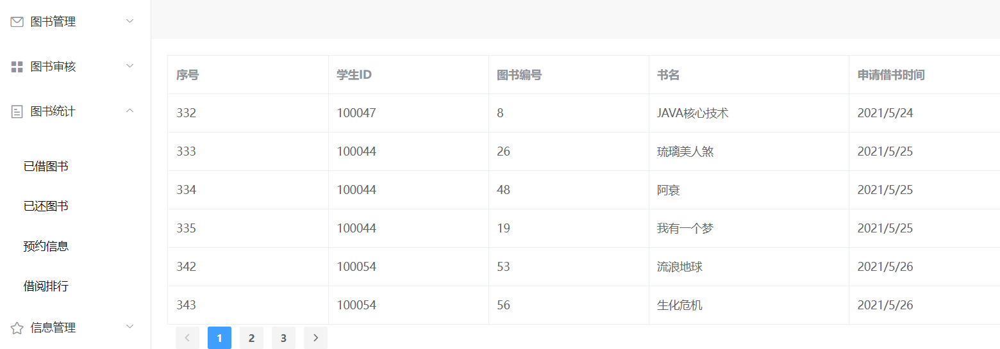 图书管理
图书审核
图书统计
已借图书
已还图书
预约信息
借阅排行
信息管理
序号 学生ID 图书编号 书名 申请借书时间
332 100047 8 JAVA核心技术 2021/5/24
333 100044 26 琉璃美人煞 2021/5/25
334 100044 48 阿衰 2021/5/25
335 100044 19 我有一个梦 2021/5/25
342 100054 53 流浪地球 2021/5/26
343 100054 56 生化危机 2021/5/26
1 2 3